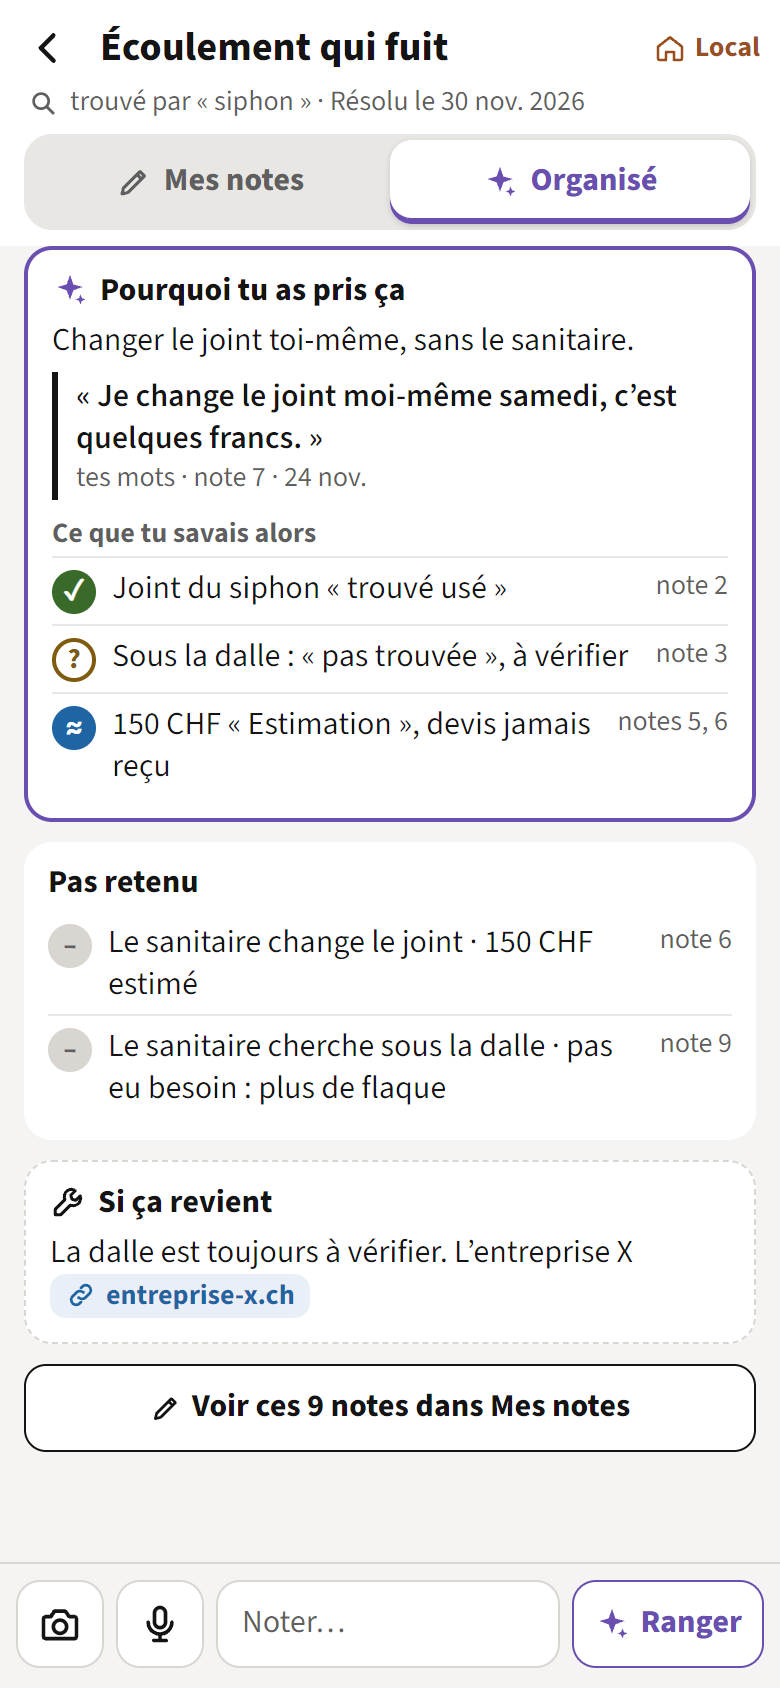 Écoulement qui fuit
Local
trouvé par « siphon » · Résolu le 30 nov. 2026
Mes notes
Organisé
Pourquoi tu as pris ça
Changer le joint toi-même, sans le sanitaire.
« Je change le joint moi-même samedi, c’est
quelques francs. »
tes mots · note 7 · 24 nov.
Ce que tu savais alors
✓ Joint du siphon « trouvé usé » note 2
? Sous la dalle : « pas trouvée », à vérifier note 3
≈ 150 CHF « Estimation », devis jamais notes 5, 6
reçu
Pas retenu
– Le sanitaire change le joint · 150 CHF note 6
estimé
– Le sanitaire cherche sous la dalle · pas note 9
eu besoin : plus de flaque
Si ça revient
La dalle est toujours à vérifier. L’entreprise X
entreprise-x.ch
Voir ces 9 notes dans Mes notes
Noter…
Ranger